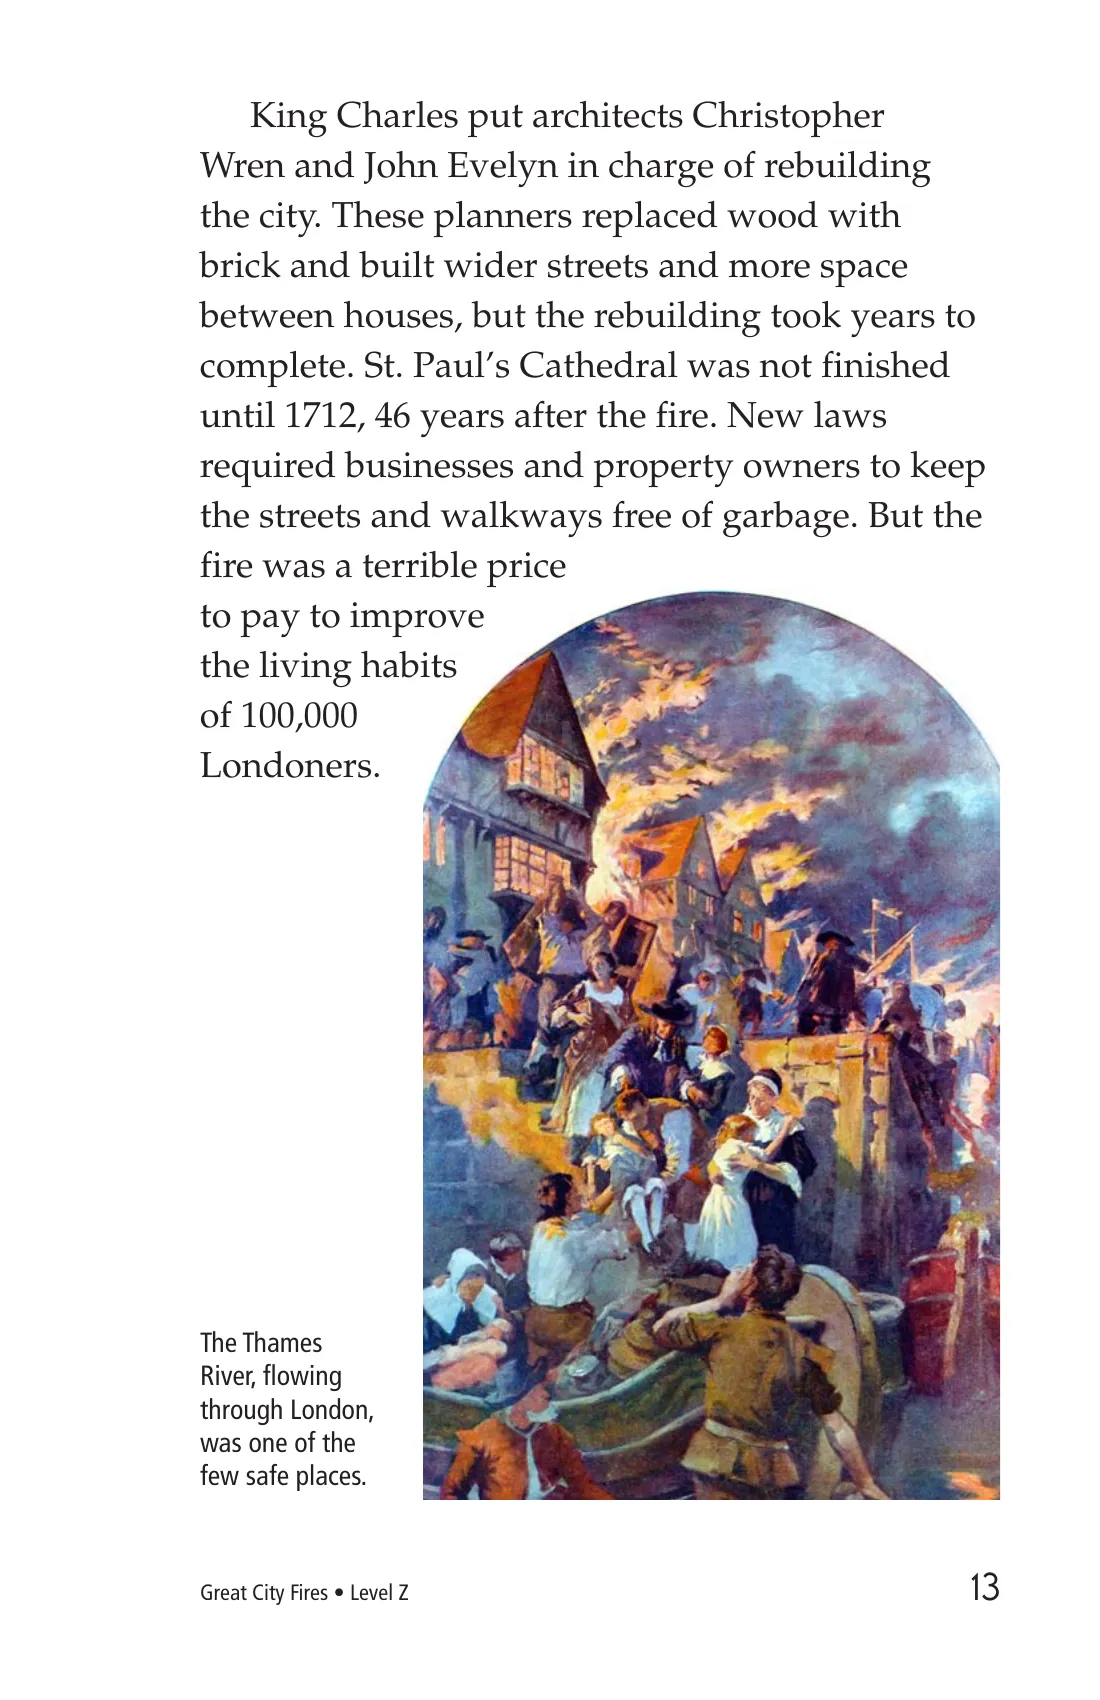 King Charles put architects Christopher
Wren and John Evelyn in charge of rebuilding
the city. These planners replaced wood with
brick and built wider streets and more space
between houses, but the rebuilding took years to
complete. St. Paul’s Cathedral was not finished
until 1712, 46 years after the fire. New laws
required businesses and property owners to keep
the streets and walkways free of garbage. But the
fire was a terrible price
to pay to improve
the living habits
of 100,000
Londoners.
The Thames
River, flowing
through London,
was one of the
few safe places.
Great City Fires • Level Z
13